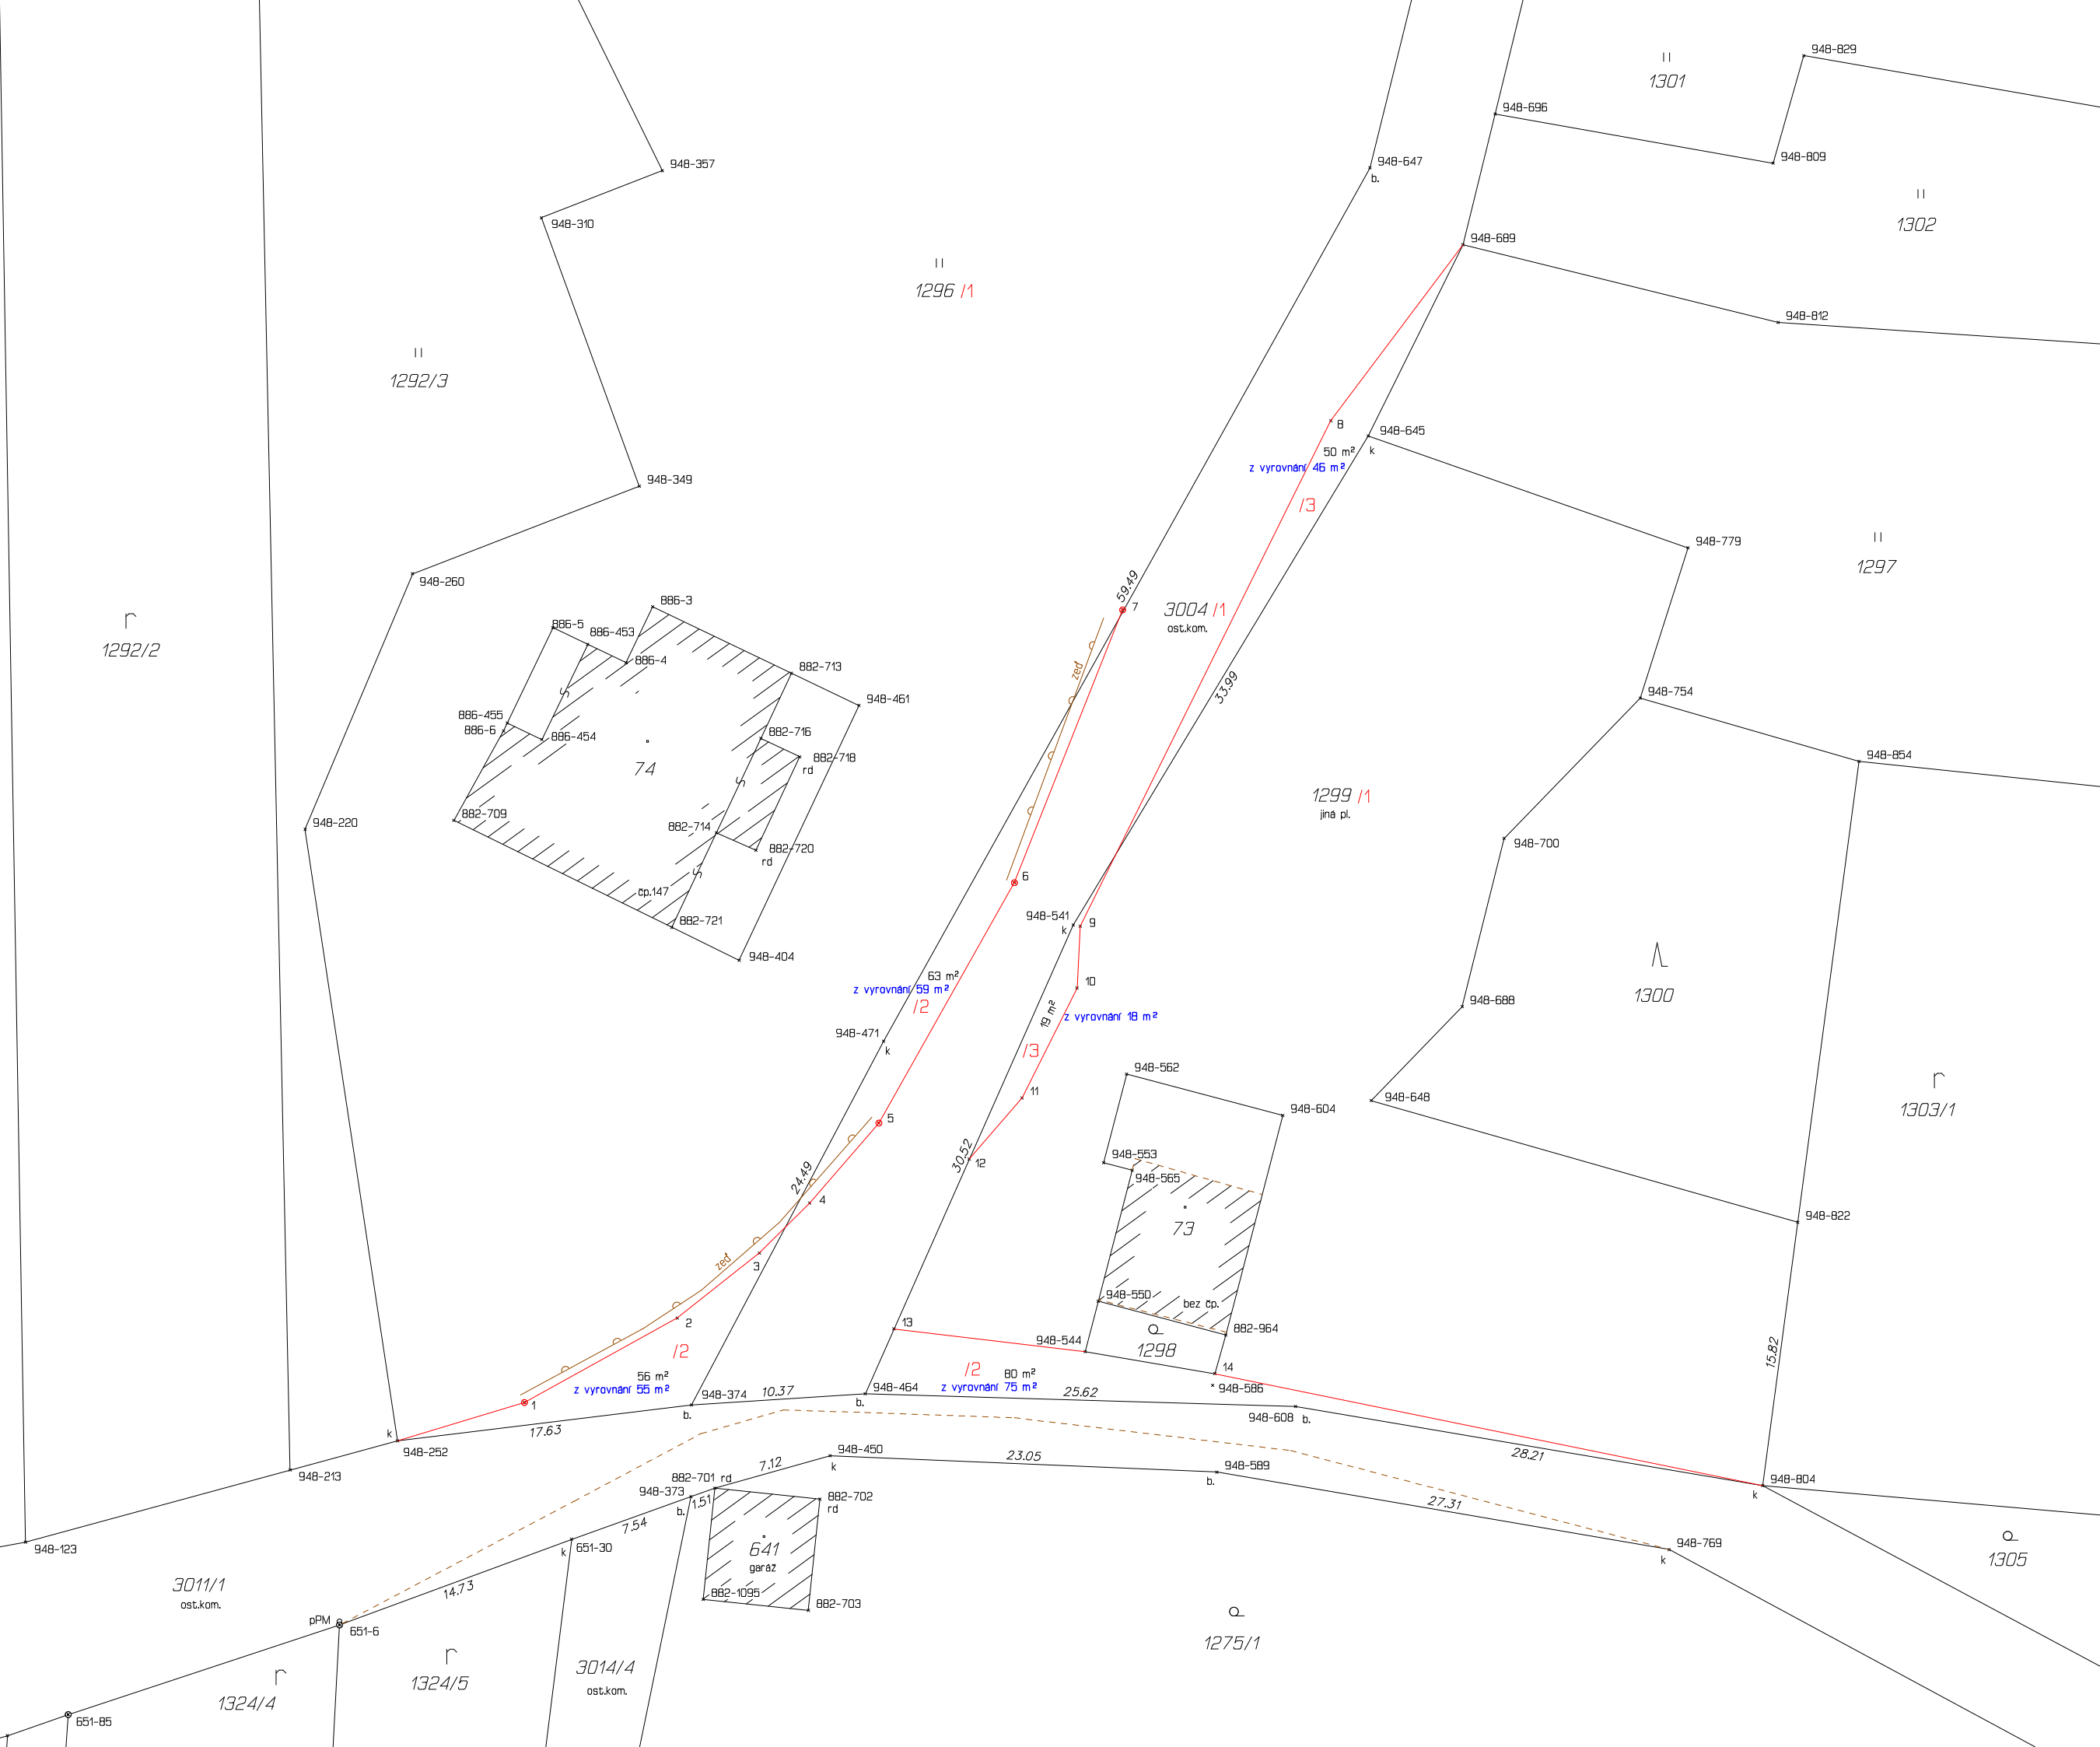 948-829
1301
948-696
948-809
948-357
948-647
b.
948-310
1302
948-689
1296 /1
948-812
1292/3
8
948-645
50 m²
k
z vyrovnání 46 m²
948-349
/3
948-779
1297
948-260
59.49
886-3
7
3004 /1
ost.kom.
886-5
886-453
r
1292/2
886-4
zeď
882-713
33.99
948-754
948-461
S
886-455
886-6
886-454
882-716
882-718
rd
948-854
74
S
1299 /1
jiná pl.
948-220
882-709
882-714
882-720
rd
948-700
S
6
čp.147
882-721
948-541
k
9
948-404
63 m²
z vyrovnání 59 m²
10
1300
/2
19 m²
z vyrovnání 18 m²
948-688
948-471
k
/3
948-562
r
1303/1
11
948-648
948-604
5
30.52
948-553
12
24.49
948-565
4
73
948-822
zeď
3
948-550
bez čp.
2
13
948-544
882-964
1298
15.82
/2
56 m²
z vyrovnání 55 m²
/2
80 m²
z vyrovnání 75 m²
14
948-586
948-374
10.37
948-464
25.62
1
b.
b.
948-608
b.
k
17.63
948-252
948-450
k
23.05
28.21
948-213
7.12
948-589
b.
948-804
k
882-701 rd
948-373
1.51
b.
882-702
rd
27.31
7.54
948-123
k
651-30
641
garáž
948-769
k
1305
3011/1
ost.kom.
14.73
882-1095
882-703
pPM
651-6
1275/1
r
1324/5
3014/4
ost.kom.
r
1324/4
651-85